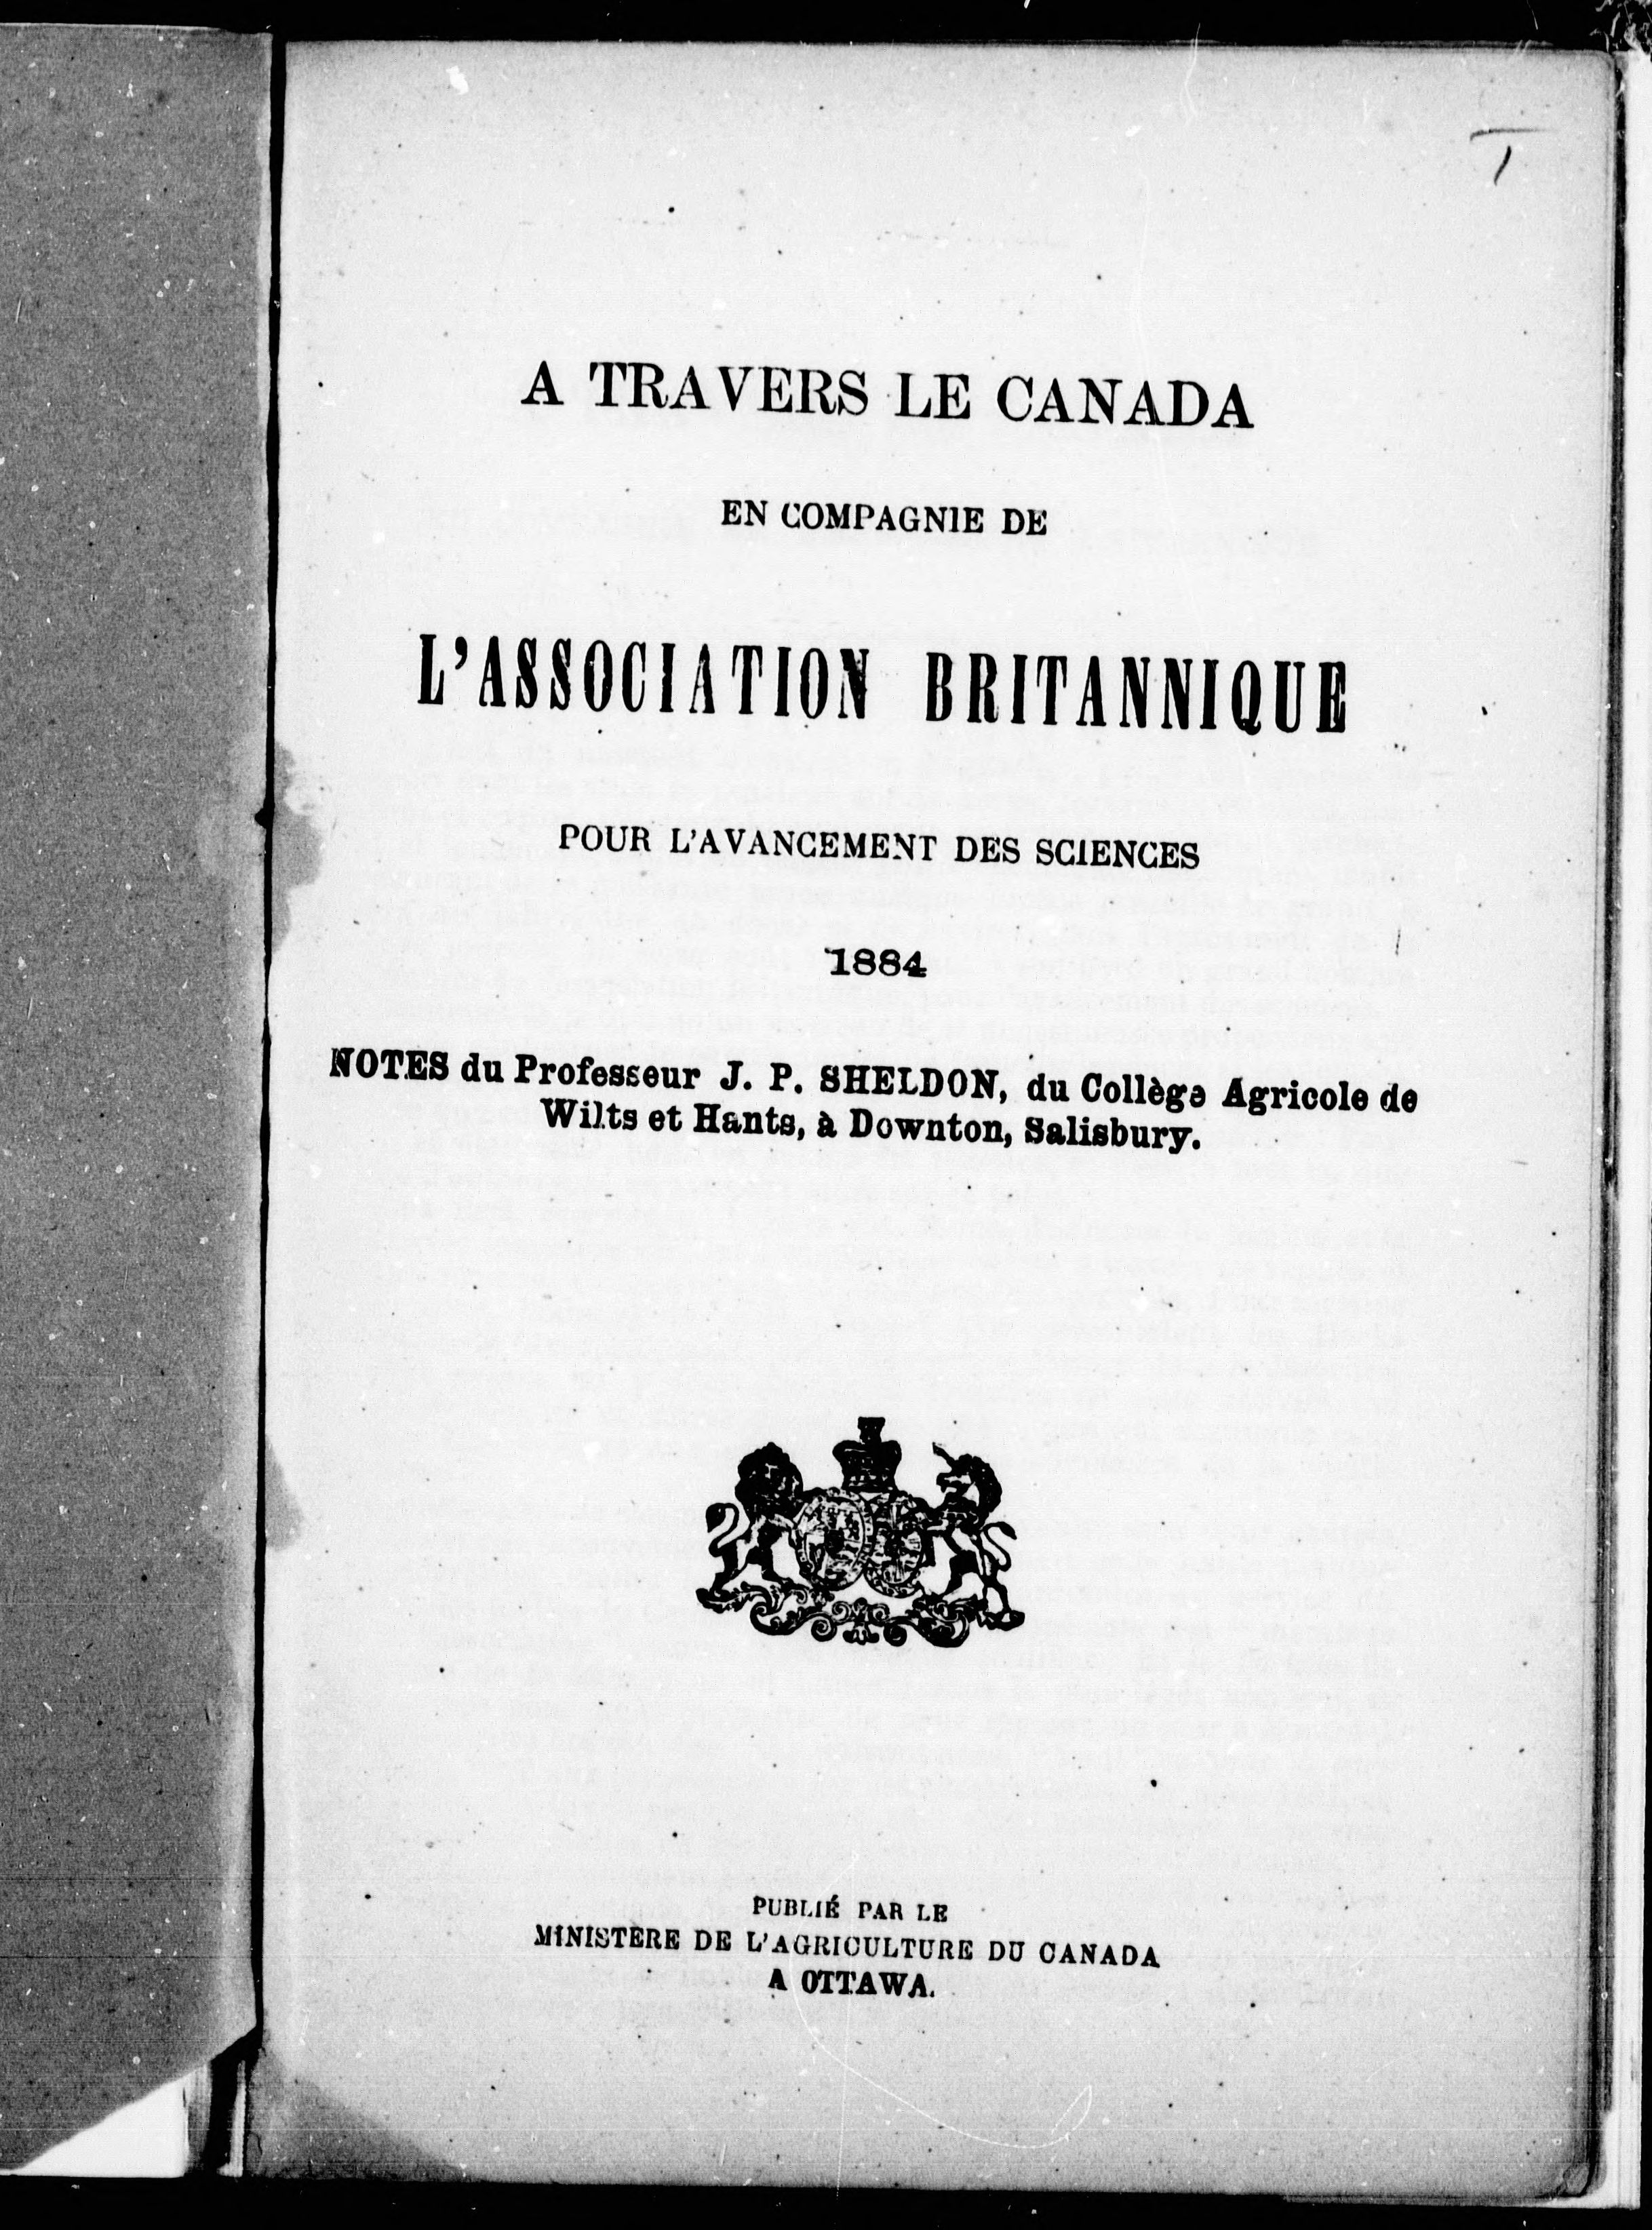 A TRAVERS LE CANADA
EN COMPAGNIE DE
L'ASSOCIATION BRITANNIQUE
POUR L'AVANCEMENT DES SCIENCES
1884
NOTES du Professeur J. P. SHELDON, du Collège Agricole de
Wilts et Hants, à Downton, Salisbury.
PUBLIÉ PAR LE
MINISTÈRE DE L'AGRICULTURE DU CANADA
A OTTAWA.